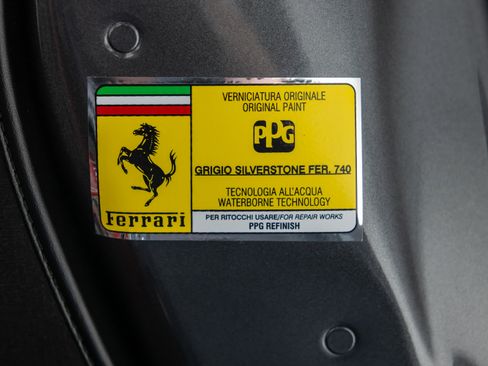 VERNICIATURA ORIGINALE
ORIGINAL PAINT
PPG
GRIGIO SILVERSTONE FER. 740
TECNOLOGIA ALL'ACQUA
WATERBORNE TECHNOLOGY
Ferrari
PER RITOCCHI USARE/FOR REPAIR WORKS
PPG REFINISH